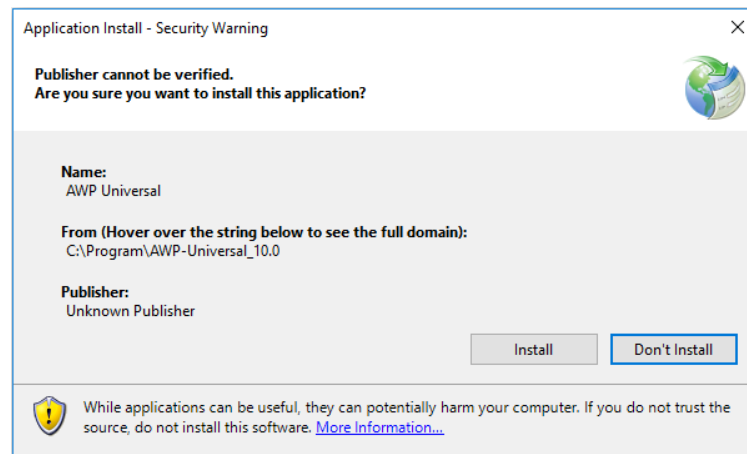 Application Install - Security Warning
Publisher cannot be verified.
Are you sure you want to install this application?
Name:
AWP Universal
From (Hover over the string below to see the full domain):
C:\Program\AWP-Universal_10.0
Publisher:
Unknown Publisher
Install Don't Install
While applications can be useful, they can potentially harm your computer. If you do not trust the
source, do not install this software. More Information...